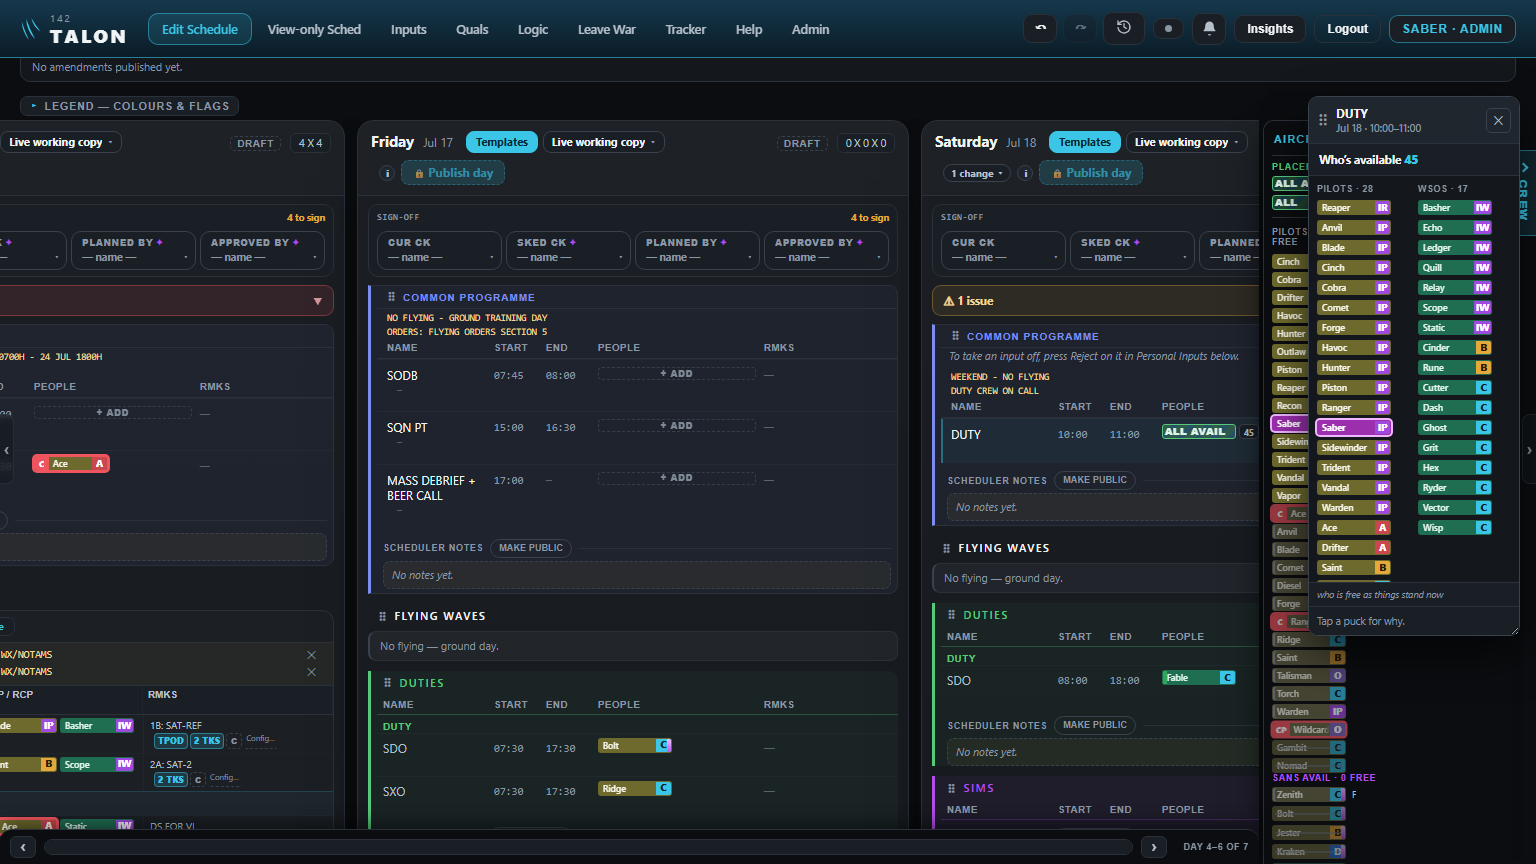 142
TALON
Edit Schedule
View-only Sched
Inputs
Quals
Logic
Leave War
Tracker
Help
Admin
Insights
Logout
SABER · ADMIN
No amendments published yet.
LEGEND — COLOURS & FLAGS
Live working copy
DRAFT
4X4
4 to sign
PLANNED BY
— name —
APPROVED BY
— name —
0700H - 24 JUL 1800H
PEOPLE
RMKS
+ ADD
—
C Ace A
—
WX/NOTAMS
WX/NOTAMS
P / RCP
RMKS
IP
Basher IW
1B: SAT-REF
TPOD
2 TKS
C
Config...
B
Scope IW
2A: SAT-2
2 TKS
C
Config...
Ace A
Static IW
DS FOR VI
Friday Jul 17
Templates
Live working copy
DRAFT
0X0X0
i
Publish day
SIGN-OFF
4 to sign
CUR CK
— name —
SKED CK
— name —
PLANNED BY
— name —
APPROVED BY
— name —
COMMON PROGRAMME
NO FLYING - GROUND TRAINING DAY
ORDERS: FLYING ORDERS SECTION 5
NAME START END PEOPLE RMKS
SODB 07:45 08:00 + ADD —
—
SQN PT 15:00 16:30 + ADD —
—
MASS DEBRIEF + BEER CALL 17:00 — + ADD —
—
SCHEDULER NOTES MAKE PUBLIC
No notes yet.
FLYING WAVES
No flying — ground day.
DUTIES
NAME START END PEOPLE RMKS
DUTY
SDO 07:30 17:30 Bolt C —
SXO 07:30 17:30 Ridge C —
Saturday Jul 18
Templates
Live working copy
1 change
i
Publish day
SIGN-OFF
CUR CK
— name —
SKED CK
— name —
PLANNED
— name —
1 issue
COMMON PROGRAMME
To take an input off, press Reject on it in Personal Inputs below.
WEEKEND - NO FLYING
DUTY CREW ON CALL
NAME START END PEOPLE
DUTY 10:00 11:00 ALL AVAIL 45
SCHEDULER NOTES MAKE PUBLIC
No notes yet.
FLYING WAVES
No flying — ground day.
DUTIES
NAME START END PEOPLE
DUTY
SDO 08:00 18:00 Fable C
SCHEDULER NOTES MAKE PUBLIC
No notes yet.
SIMS
NAME START END PEOPLE
ALL
PILOTS
FREE
Cinch
Cobra
Drifter
Havoc
Hunter
Outlaw
Piston
Reaper
Recon
Saber
Trident
Vandal
Vapor
C Ace
Anvil
Blade
Comet
Diesel
Forge
C
Ridge C
Saint B
Talisman O
Torch C
Warden IP
CP Wildcard O
Gambit C
Nomad C
SANS AVAIL · 0 FREE
Zenith C F
Bolt C
Jester B
Kraken D
CREW
DUTY
Jul 18 · 10:00–11:00
Who's available 45
PILOTS · 28
WSOS · 17
Reaper IR
Basher IW
Anvil IP
Echo IW
Blade IP
Ledger IW
Cinch IP
Quill IW
Cobra IP
Relay IW
Comet IP
Scope IW
Forge IP
Static IW
Havoc IP
Cinder B
Hunter IP
Rune B
Piston IP
Cutter C
Ranger IP
Dash C
Saber IP
Ghost C
Sidewinder IP
Grit C
Trident IP
Hex C
Vandal IP
Ryder C
Warden IP
Vector C
Ace A
Wisp C
Drifter A
Saint B
who is free as things stand now
Tap a puck for why.
DAY 4–6 OF 7